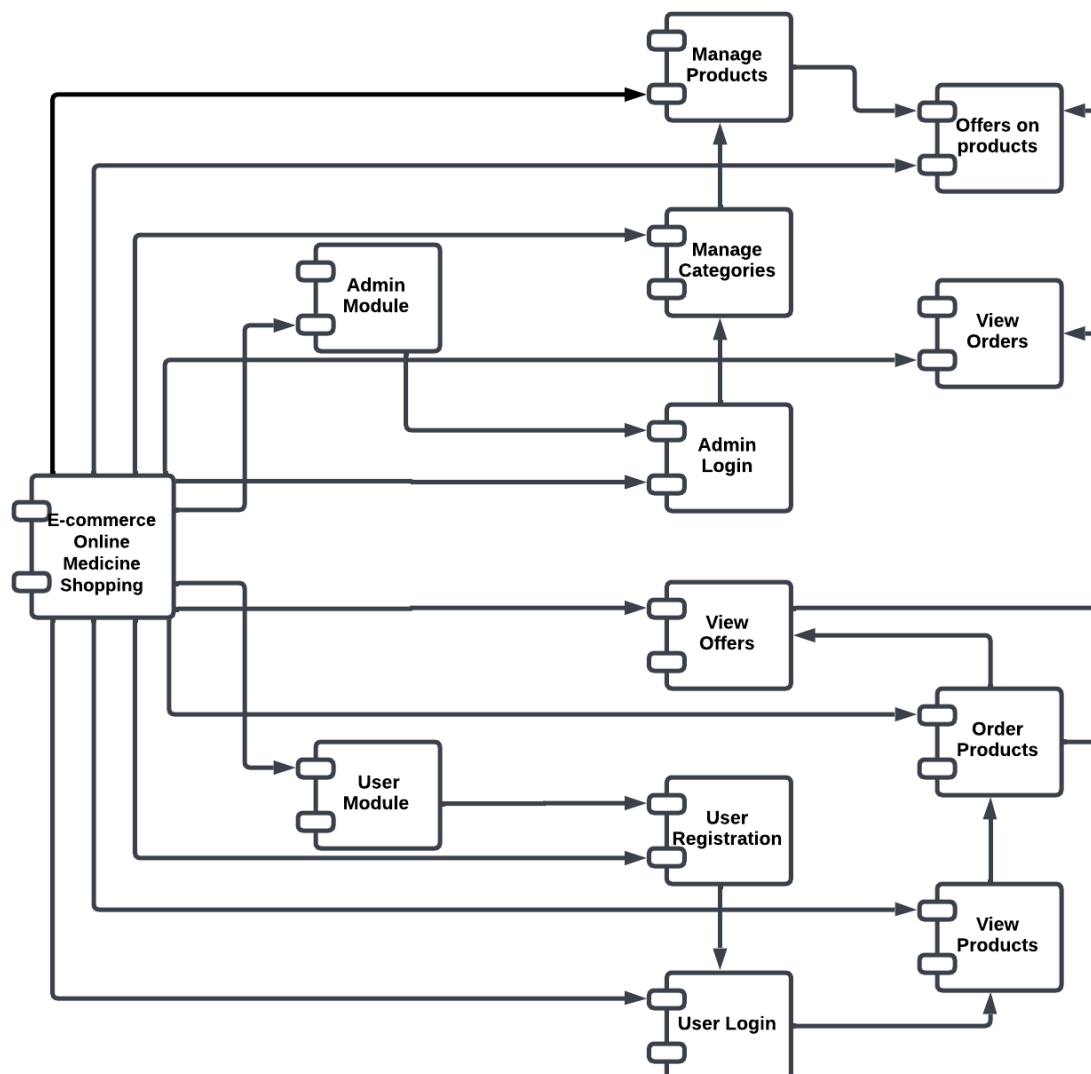 Manage
Products
Offers on
products
Manage
Categories
Admin
Module
View
Orders
Admin
Login
E-commerce
Online
Medicine
Shopping
View
Offers
Order
Products
User
Module
User
Registration
View
Products
User Login